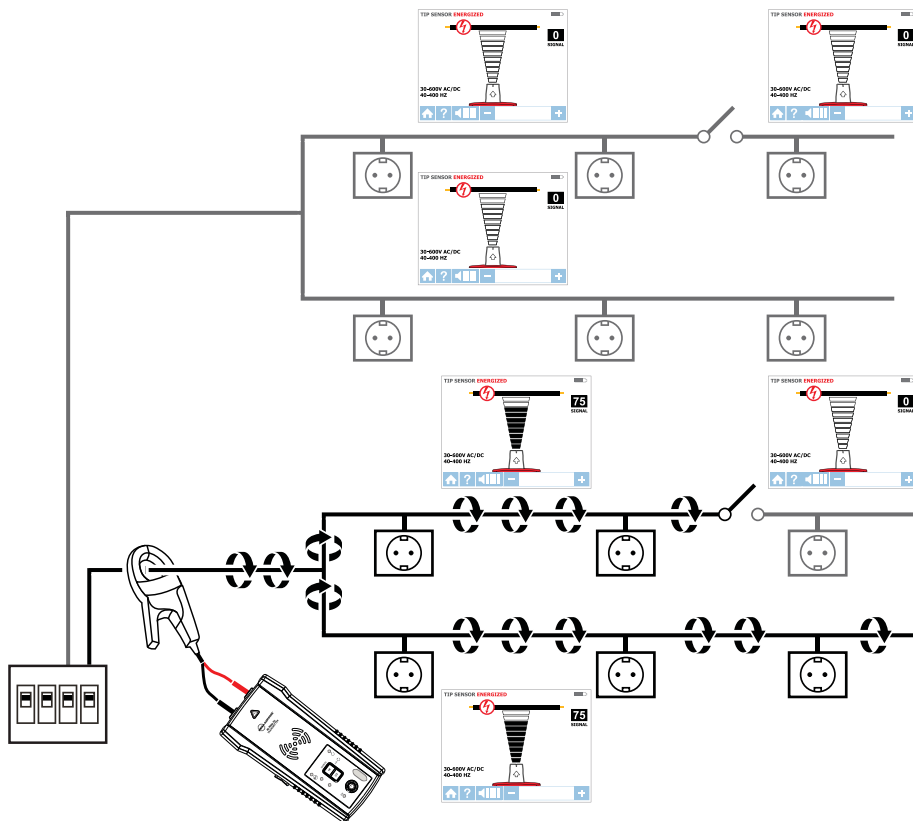 TIP SENSOR ENERGIZED
0
SIGNAL
30-600V AC/DC
40-400 HZ
?
TIP SENSOR ENERGIZED
0
SIGNAL
30-600V AC/DC
40-400 HZ
?
TIP SENSOR ENERGIZED
0
SIGNAL
30-600V AC/DC
40-400 HZ
?
TIP SENSOR ENERGIZED
75
SIGNAL
30-600V AC/DC
40-400 HZ
?
TIP SENSOR ENERGIZED
0
SIGNAL
30-600V AC/DC
40-400 HZ
?
TIP SENSOR ENERGIZED
75
SIGNAL
30-600V AC/DC
40-400 HZ
?